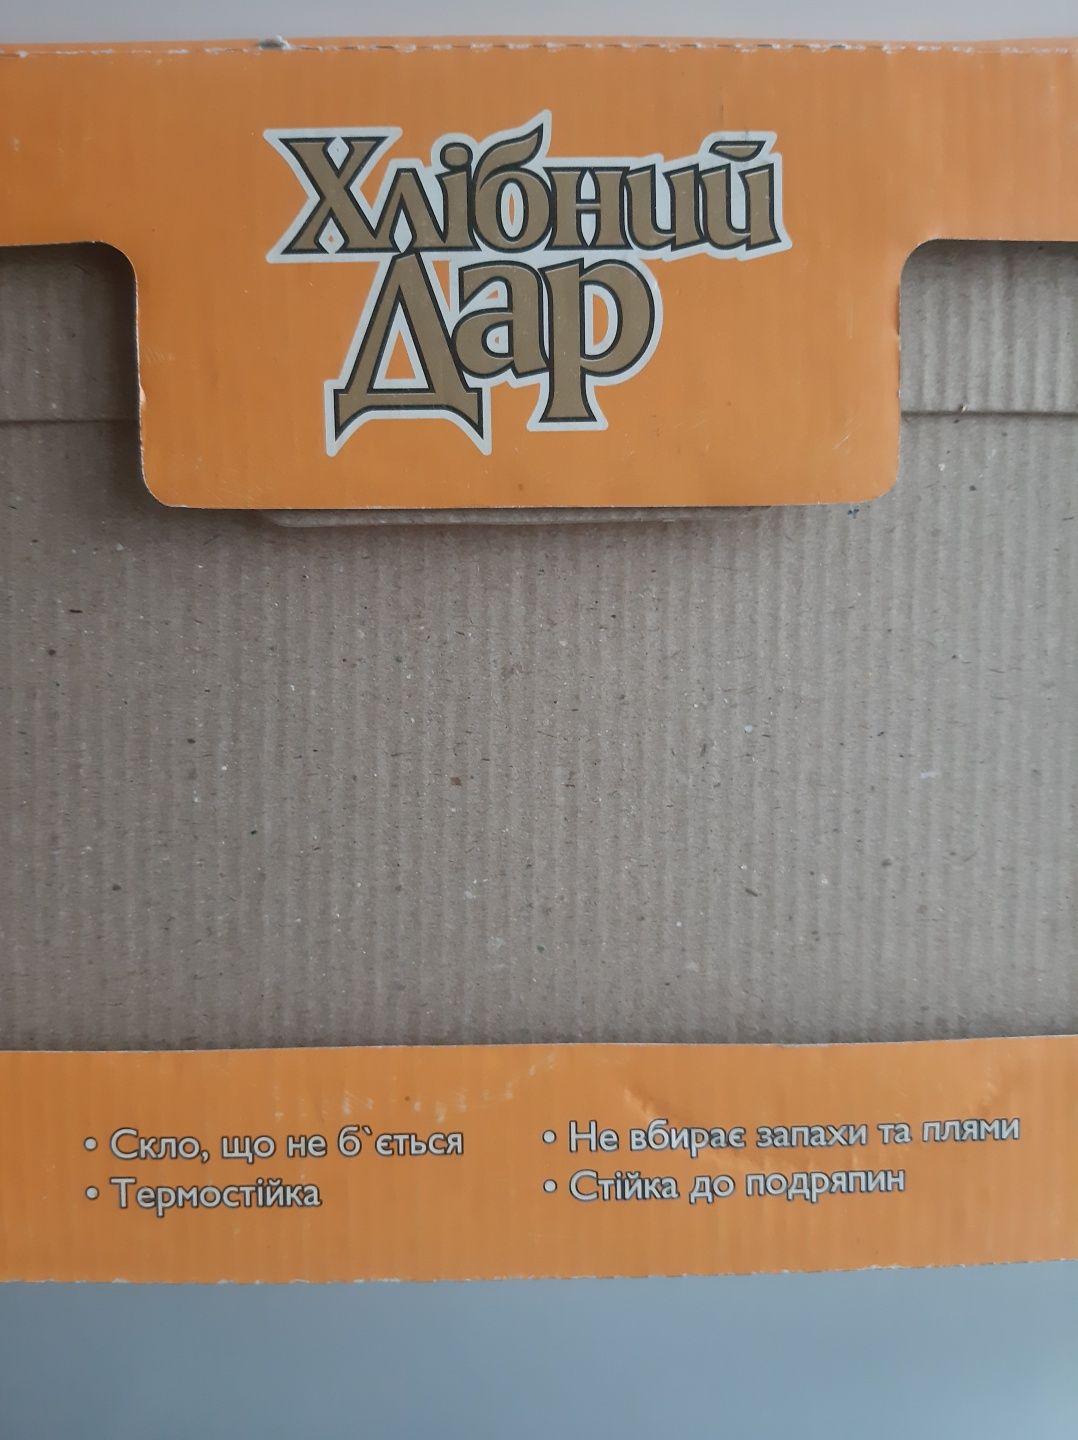 Хлібний
Дар
• Скло, що не б`ється
• Термостійка
• Не вбирає запахи та плями
• Стійка до подряпин